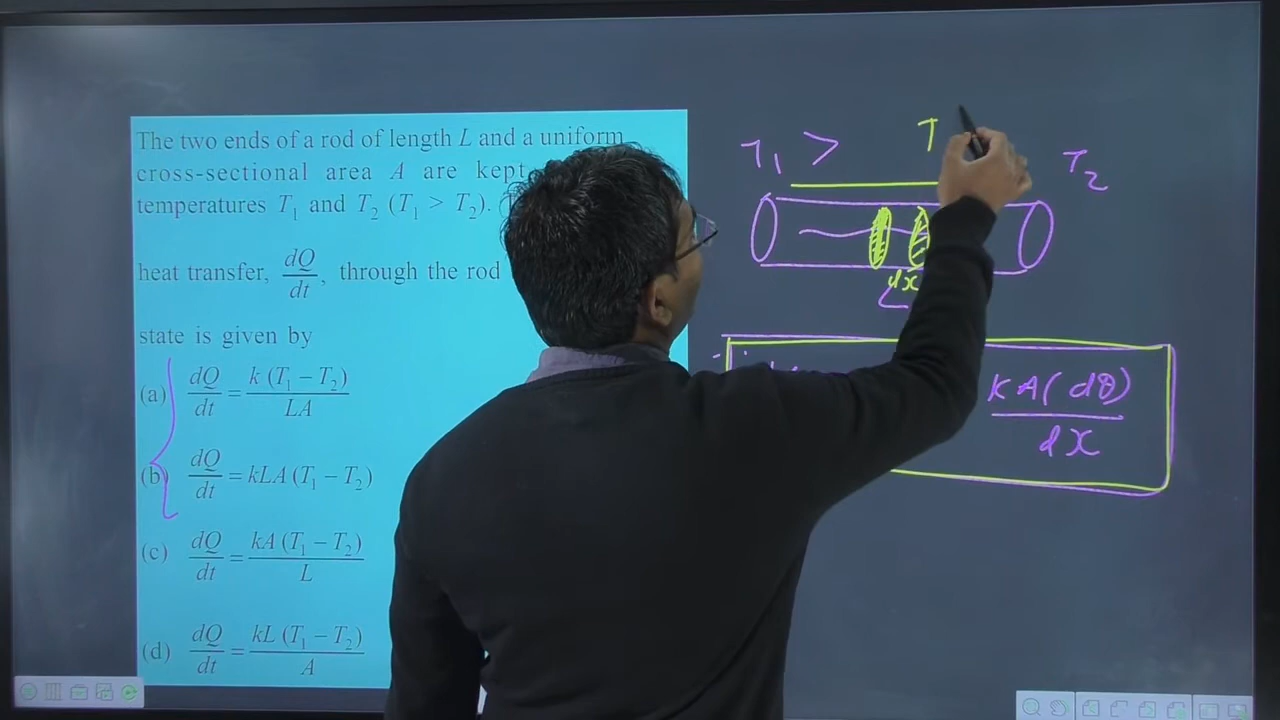 The two ends of a rod of length L and a uniform
cross-sectional area A are kept
temperatures T₁ and T₂ (T₁ > T₂).
heat transfer, dQ/dt, through the rod
state is given by
(a) dQ/dt = k (T₁ − T₂)/LA
(b) dQ/dt = kLA (T₁ − T₂)
(c) dQ/dt = kA (T₁ − T₂)/L
(d) dQ/dt = kL (T₁ − T₂)/A
T₁ > T T₂
dx
L
KA(dθ)/dx